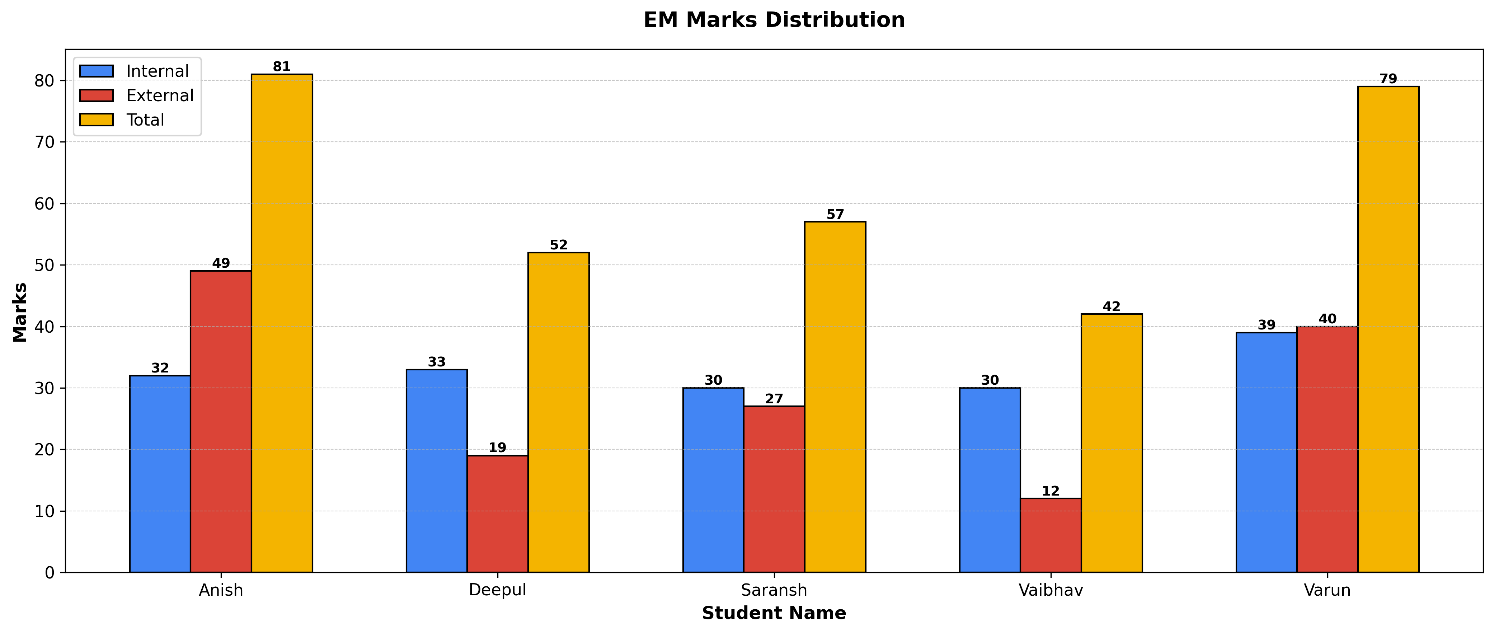 EM Marks Distribution
Internal
External
Total
Marks
80
70
60
50
40
30
20
10
0
32
49
81
33
19
52
30
27
57
30
12
42
39
40
79
Anish
Deepul
Saransh
Vaibhav
Varun
Student Name